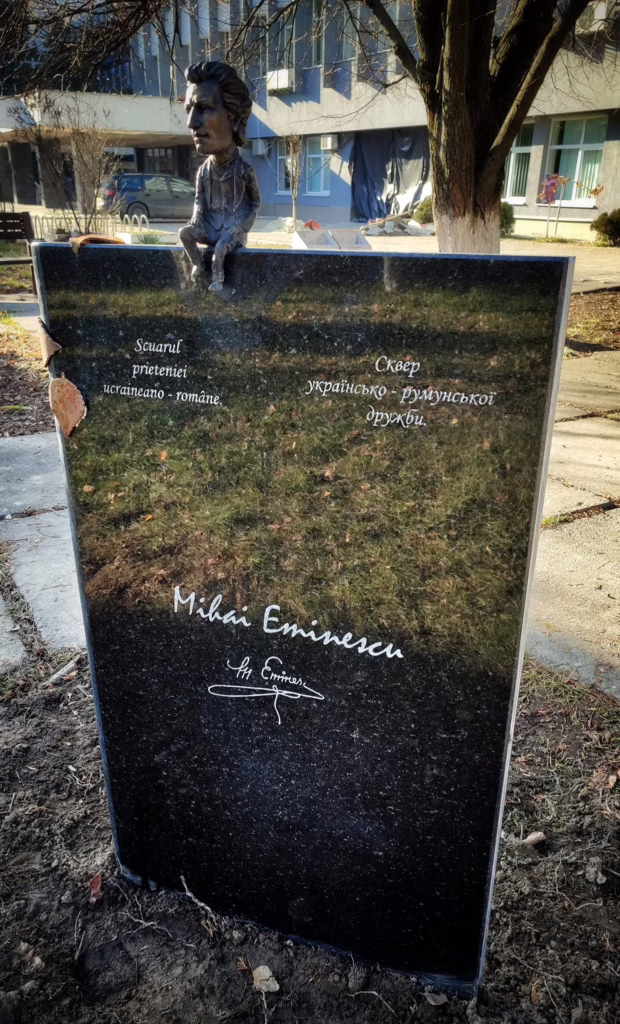 Scuarul
prieteniei
ucraineano - române.
Сквер
українсько - румунської
дружби.
Mihai Eminescu
M Eminescu